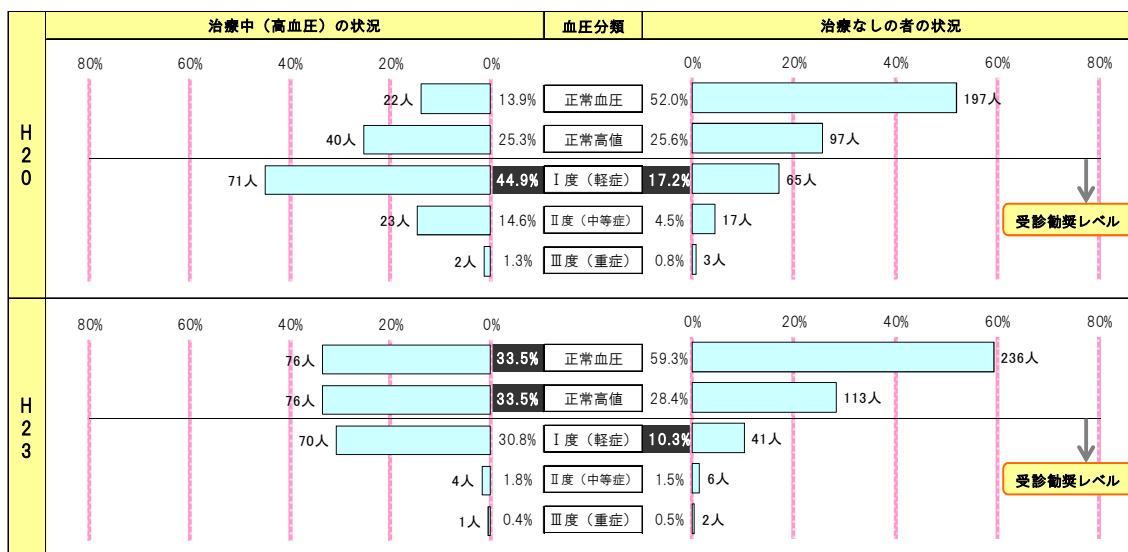 治療中（高血圧）の状況 血圧分類 治療なしの者の状況
H20
80% 60% 40% 20% 0% 0% 20% 40% 60% 80%
22人 13.9% 正常血圧 52.0% 197人
40人 25.3% 正常高値 25.6% 97人
71人 44.9% Ⅰ度（軽症） 17.2% 65人
23人 14.6% Ⅱ度（中等症） 4.5% 17人
受診勧奨レベル
2人 1.3% Ⅲ度（重症） 0.8% 3人
H23
80% 60% 40% 20% 0% 0% 20% 40% 60% 80%
76人 33.5% 正常血圧 59.3% 236人
76人 33.5% 正常高値 28.4% 113人
70人 30.8% Ⅰ度（軽症） 10.3% 41人
4人 1.8% Ⅱ度（中等症） 1.5% 6人
受診勧奨レベル
1人 0.4% Ⅲ度（重症） 0.5% 2人